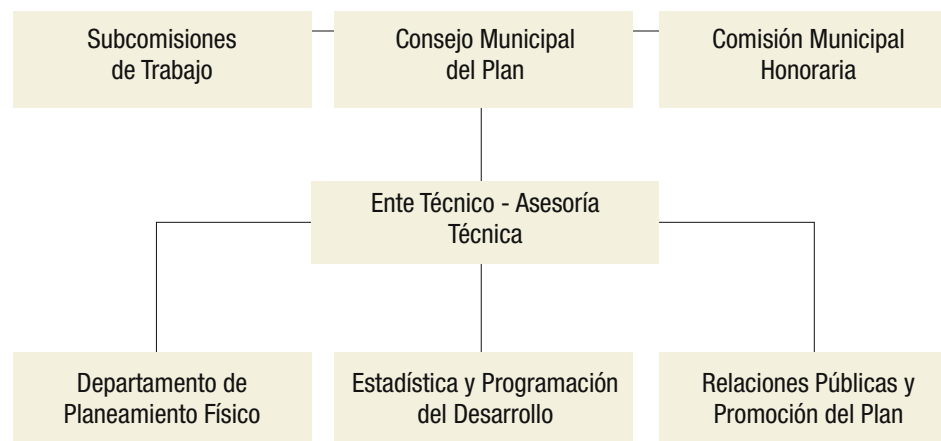 Subcomisiones
de Trabajo
Consejo Municipal
del Plan
Comisión Municipal
Honoraria
Ente Técnico - Asesoría
Técnica
Departamento de
Planeamiento Físico
Estadística y Programación
del Desarrollo
Relaciones Públicas y
Promoción del Plan